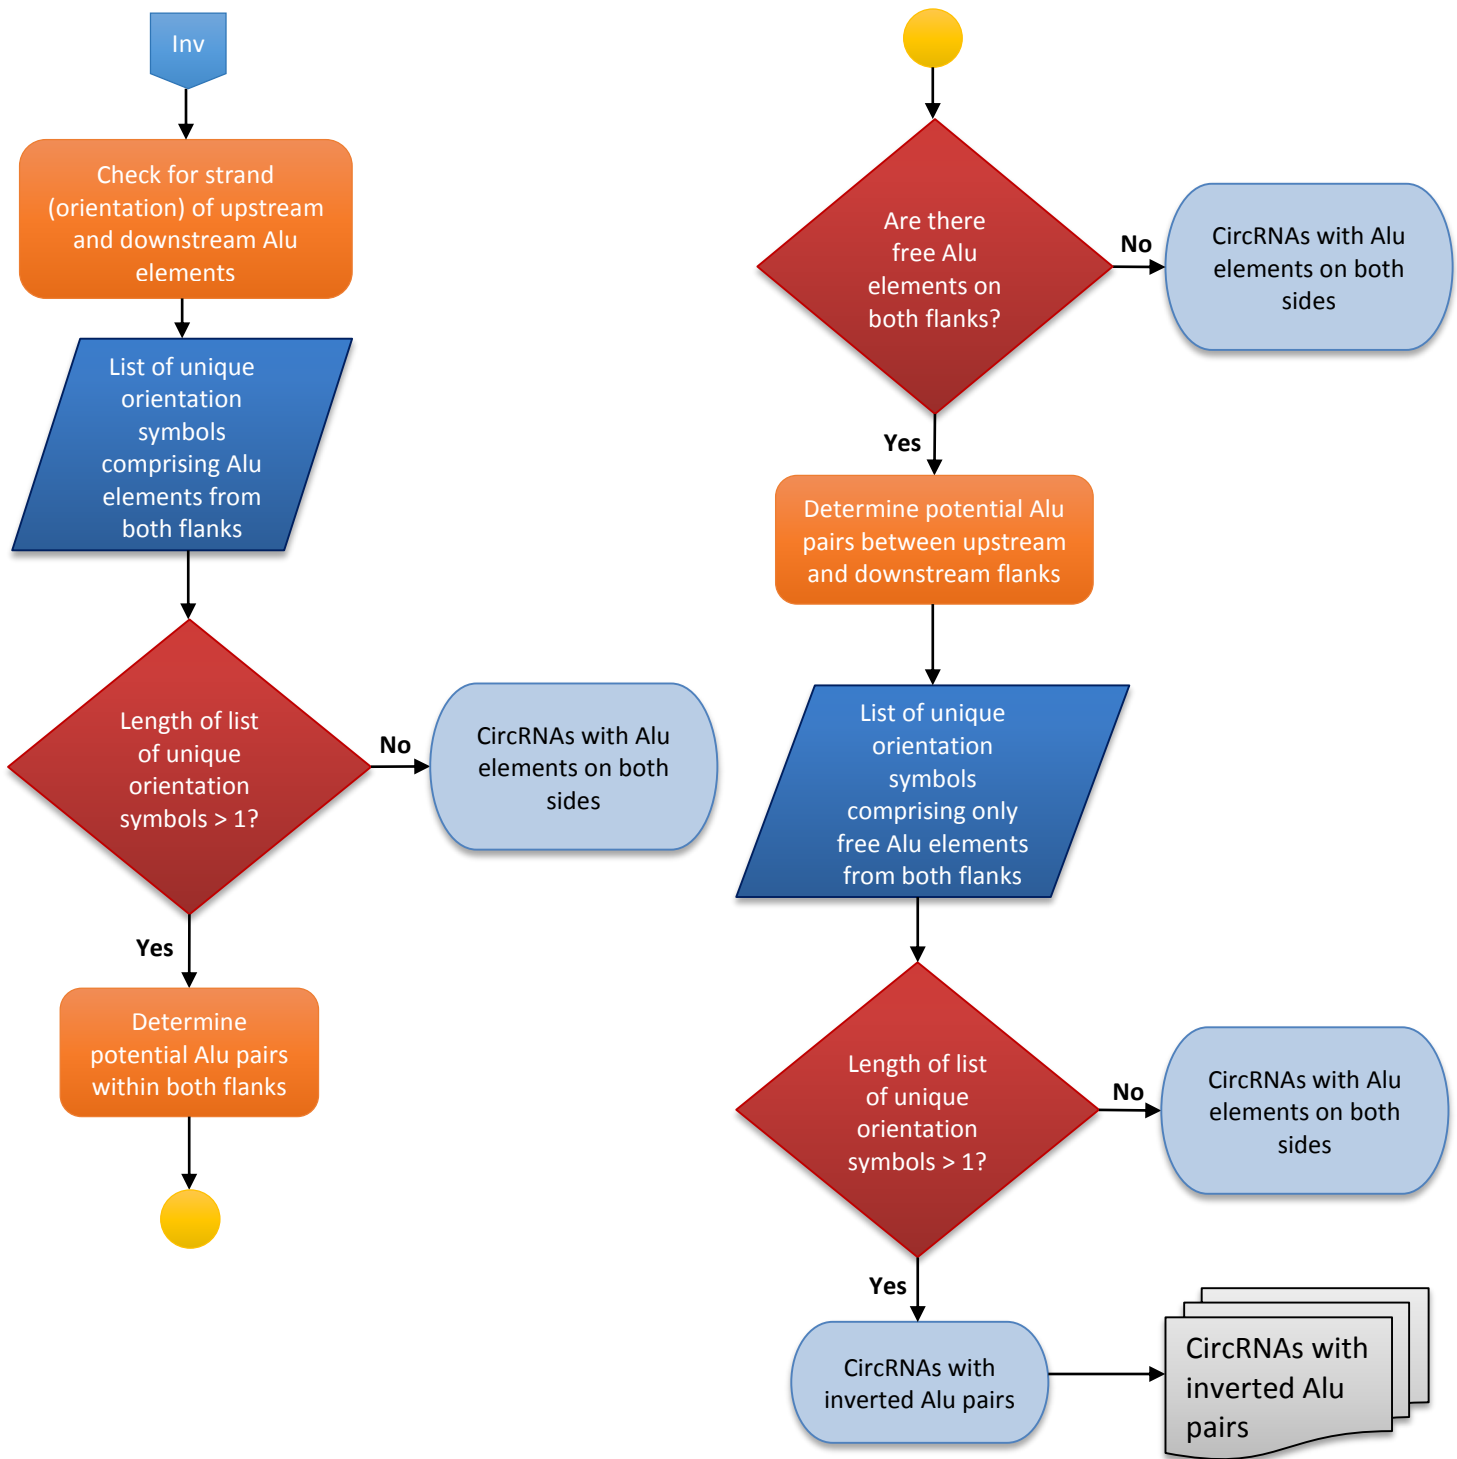 Inv
Check for strand
(orientation) of upstream
and downstream Alu
elements
List of unique
orientation
symbols
comprising Alu
elements from
both flanks
Length of list
of unique
orientation
symbols > 1?
No
CircRNAs with Alu
elements on both
sides
Yes
Determine
potential Alu pairs
within both flanks
Are there
free Alu
elements on
both flanks?
No
CircRNAs with Alu
elements on both
sides
Yes
Determine potential Alu
pairs between upstream
and downstream flanks
List of unique
orientation
symbols
comprising only
free Alu elements
from both flanks
Length of list
of unique
orientation
symbols > 1?
No
CircRNAs with Alu
elements on both
sides
Yes
CircRNAs with
inverted Alu pairs
CircRNAs with
inverted Alu
pairs